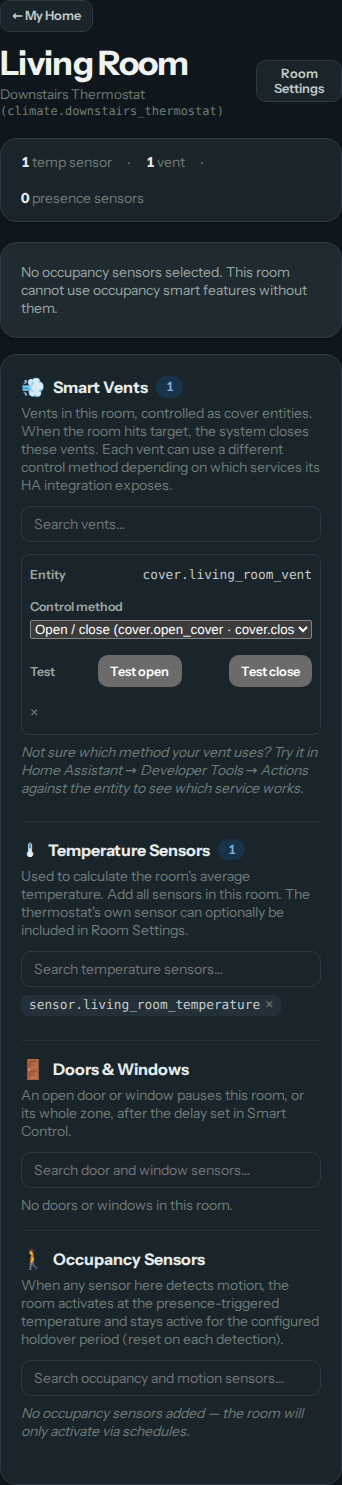 ← My Home
Living Room
Downstairs Thermostat
(climate.downstairs_thermostat)
Room
Settings
1 temp sensor · 1 vent ·
0 presence sensors
No occupancy sensors selected. This room
cannot use occupancy smart features without
them.
Smart Vents 1
Vents in this room, controlled as cover entities.
When the room hits target, the system closes
these vents. Each vent can use a different
control method depending on which services its
HA integration exposes.
Search vents...
Entity cover.living_room_vent
Control method
Open / close (cover.open_cover · cover.clos
Test Test open Test close
×
Not sure which method your vent uses? Try it in
Home Assistant → Developer Tools → Actions
against the entity to see which service works.
Temperature Sensors 1
Used to calculate the room's average
temperature. Add all sensors in this room. The
thermostat's own sensor can optionally be
included in Room Settings.
Search temperature sensors...
sensor.living_room_temperature ×
Doors & Windows
An open door or window pauses this room, or
its whole zone, after the delay set in Smart
Control.
Search door and window sensors...
No doors or windows in this room.
Occupancy Sensors
When any sensor here detects motion, the
room activates at the presence-triggered
temperature and stays active for the configured
holdover period (reset on each detection).
Search occupancy and motion sensors...
No occupancy sensors added — the room will
only activate via schedules.